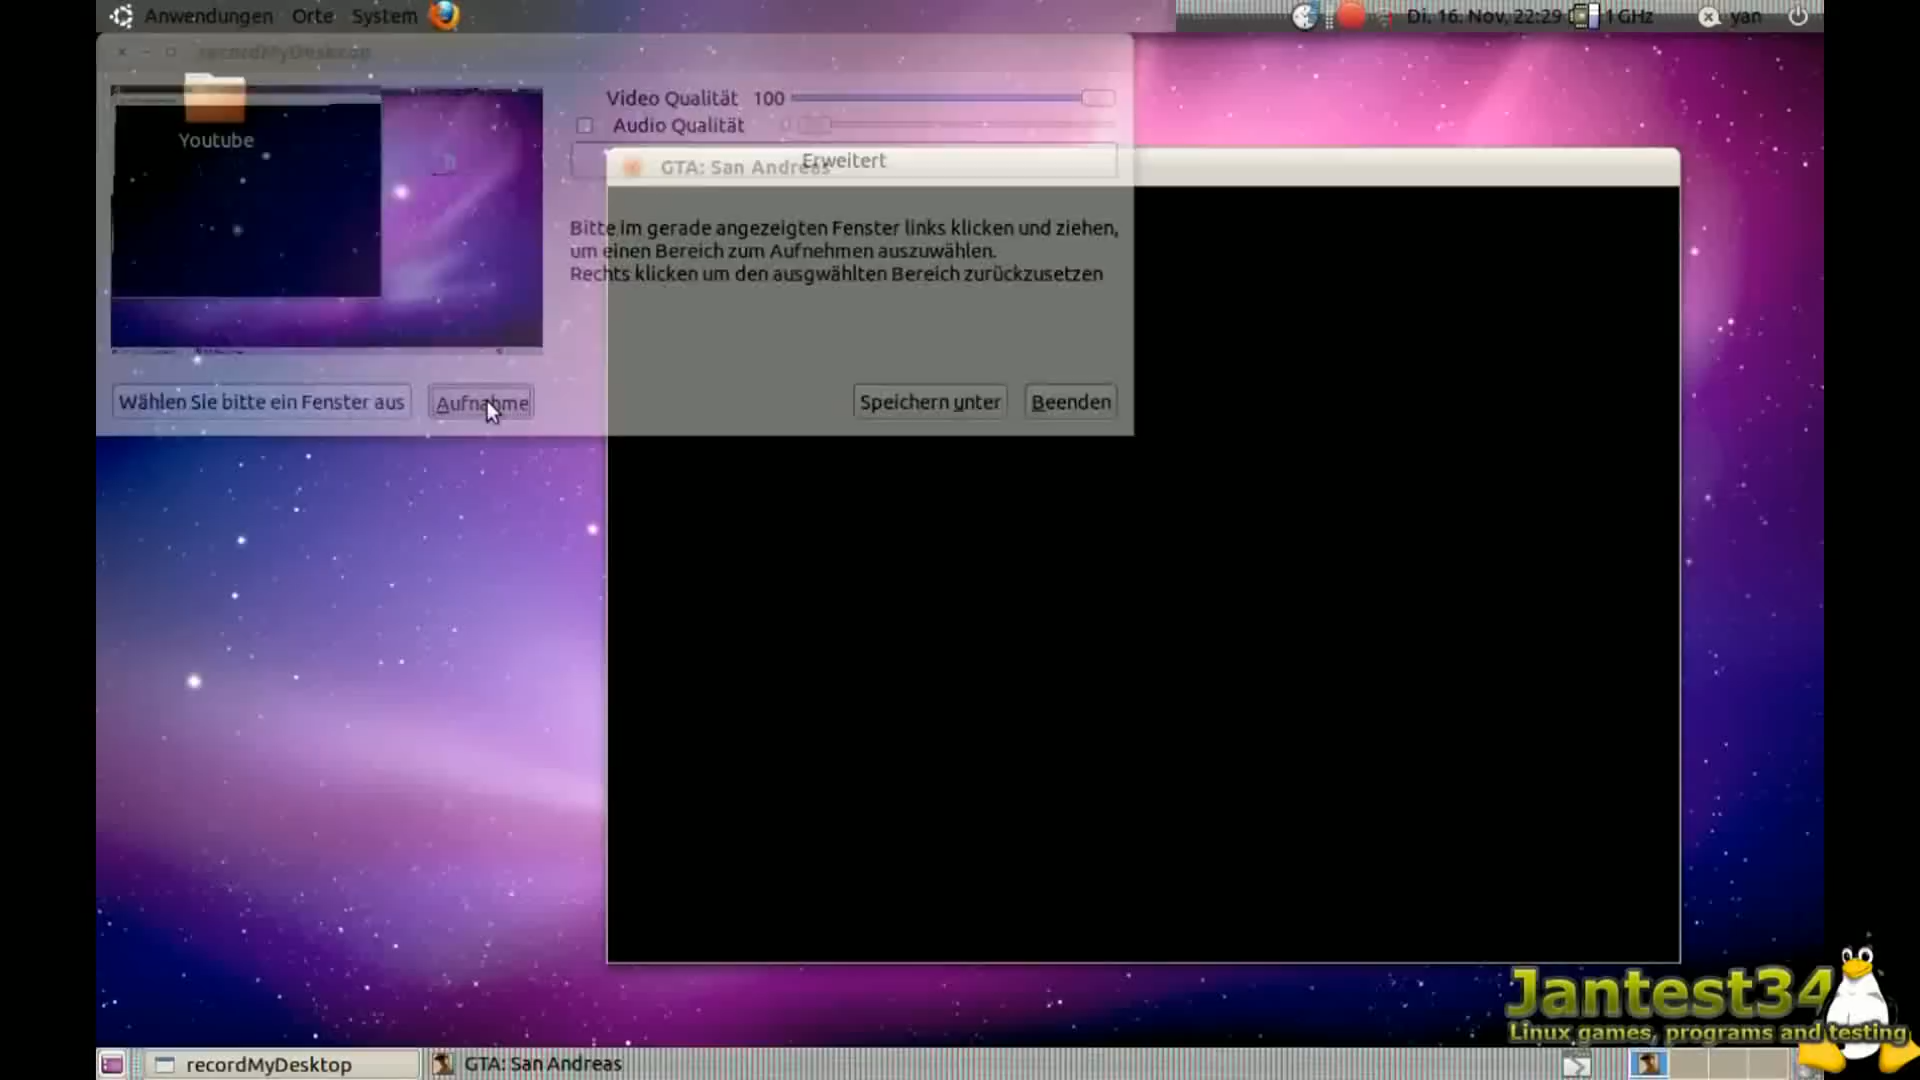 Anwendungen Orte System
Di, 16. Nov, 22:29 1 GHz yan
recordMyDesktop
Youtube
Video Qualität 100
Audio Qualität 0
Erweitert
GTA: San Andreas
Bitte im gerade angezeigten Fenster links klicken und ziehen,
um einen Bereich zum Aufnehmen auszuwählen.
Rechts klicken um den ausgwählten Bereich zurückzusetzen
Wählen Sie bitte ein Fenster aus Aufnahme Speichern unter Beenden
Jantest34
Linux games, programs and testing
recordMyDesktop GTA: San Andreas